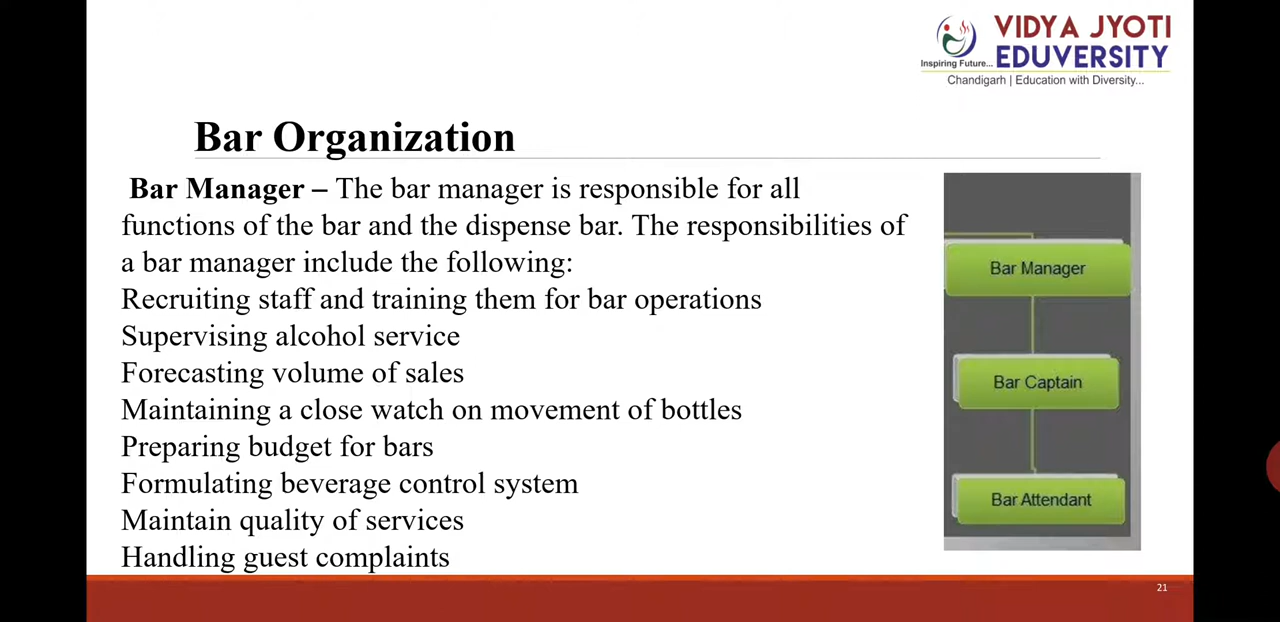 VIDYA JYOTI
EDUVERSITY
Inspiring Future...
Chandigarh | Education with Diversity...
Bar Organization
Bar Manager – The bar manager is responsible for all
functions of the bar and the dispense bar. The responsibilities of
a bar manager include the following:
Recruiting staff and training them for bar operations
Supervising alcohol service
Forecasting volume of sales
Maintaining a close watch on movement of bottles
Preparing budget for bars
Formulating beverage control system
Maintain quality of services
Handling guest complaints
Bar Manager
Bar Captain
Bar Attendant
21